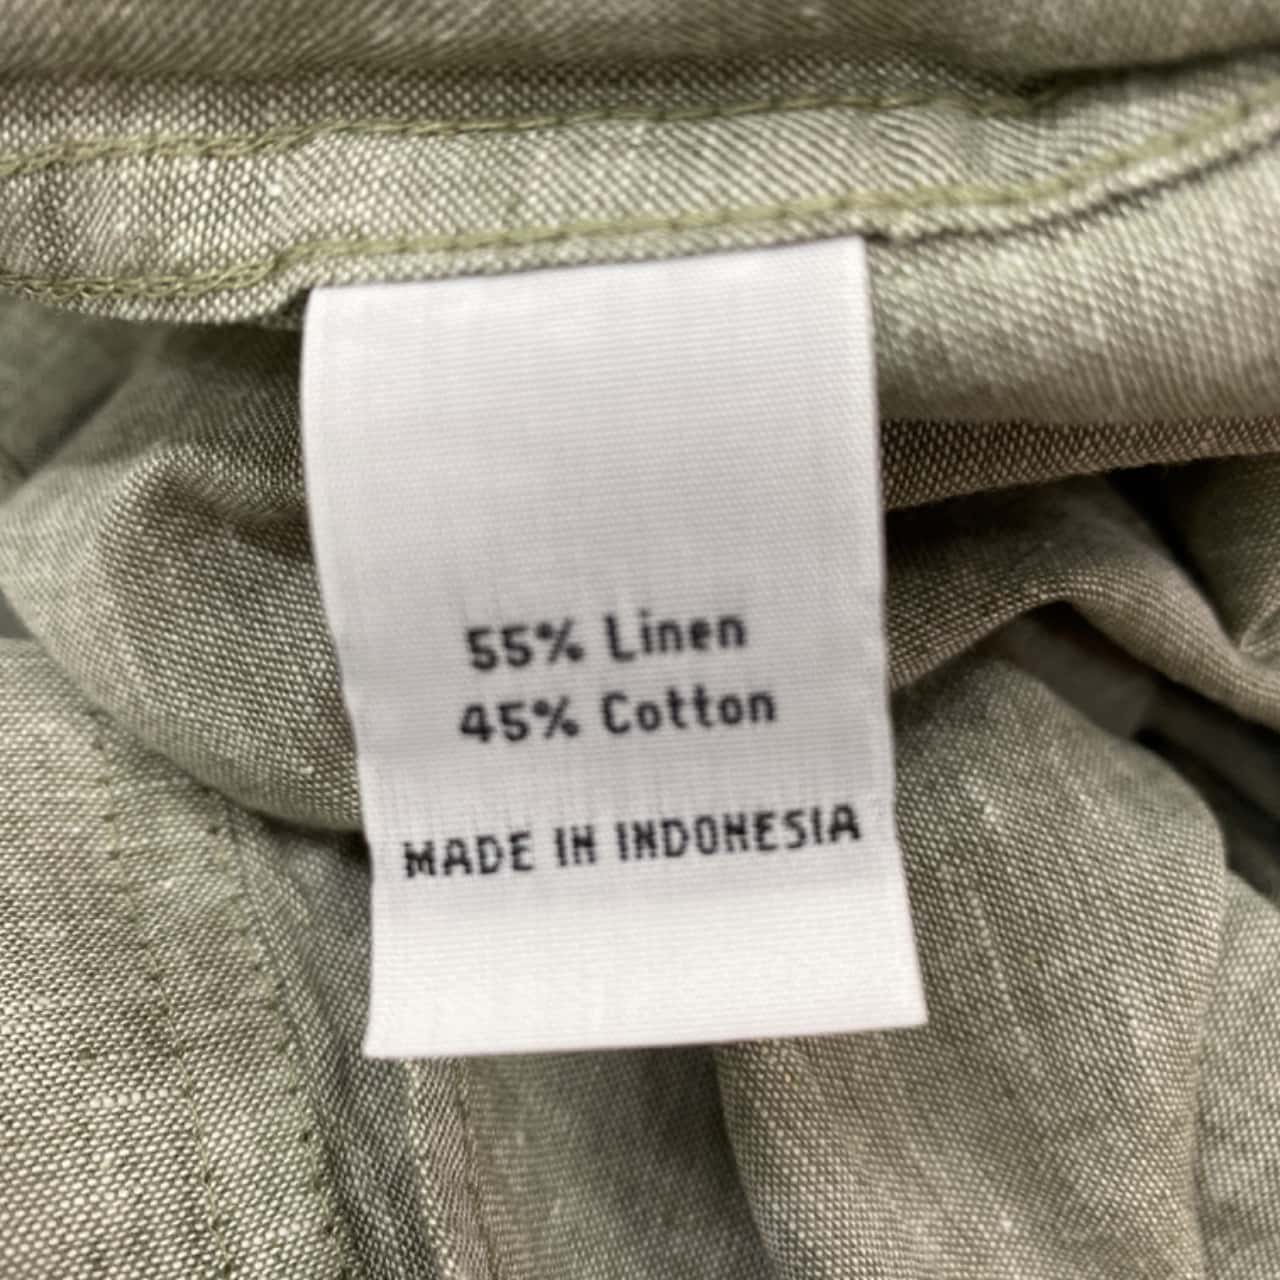 55% Linen
45% Cotton
MADE IN INDONESIA